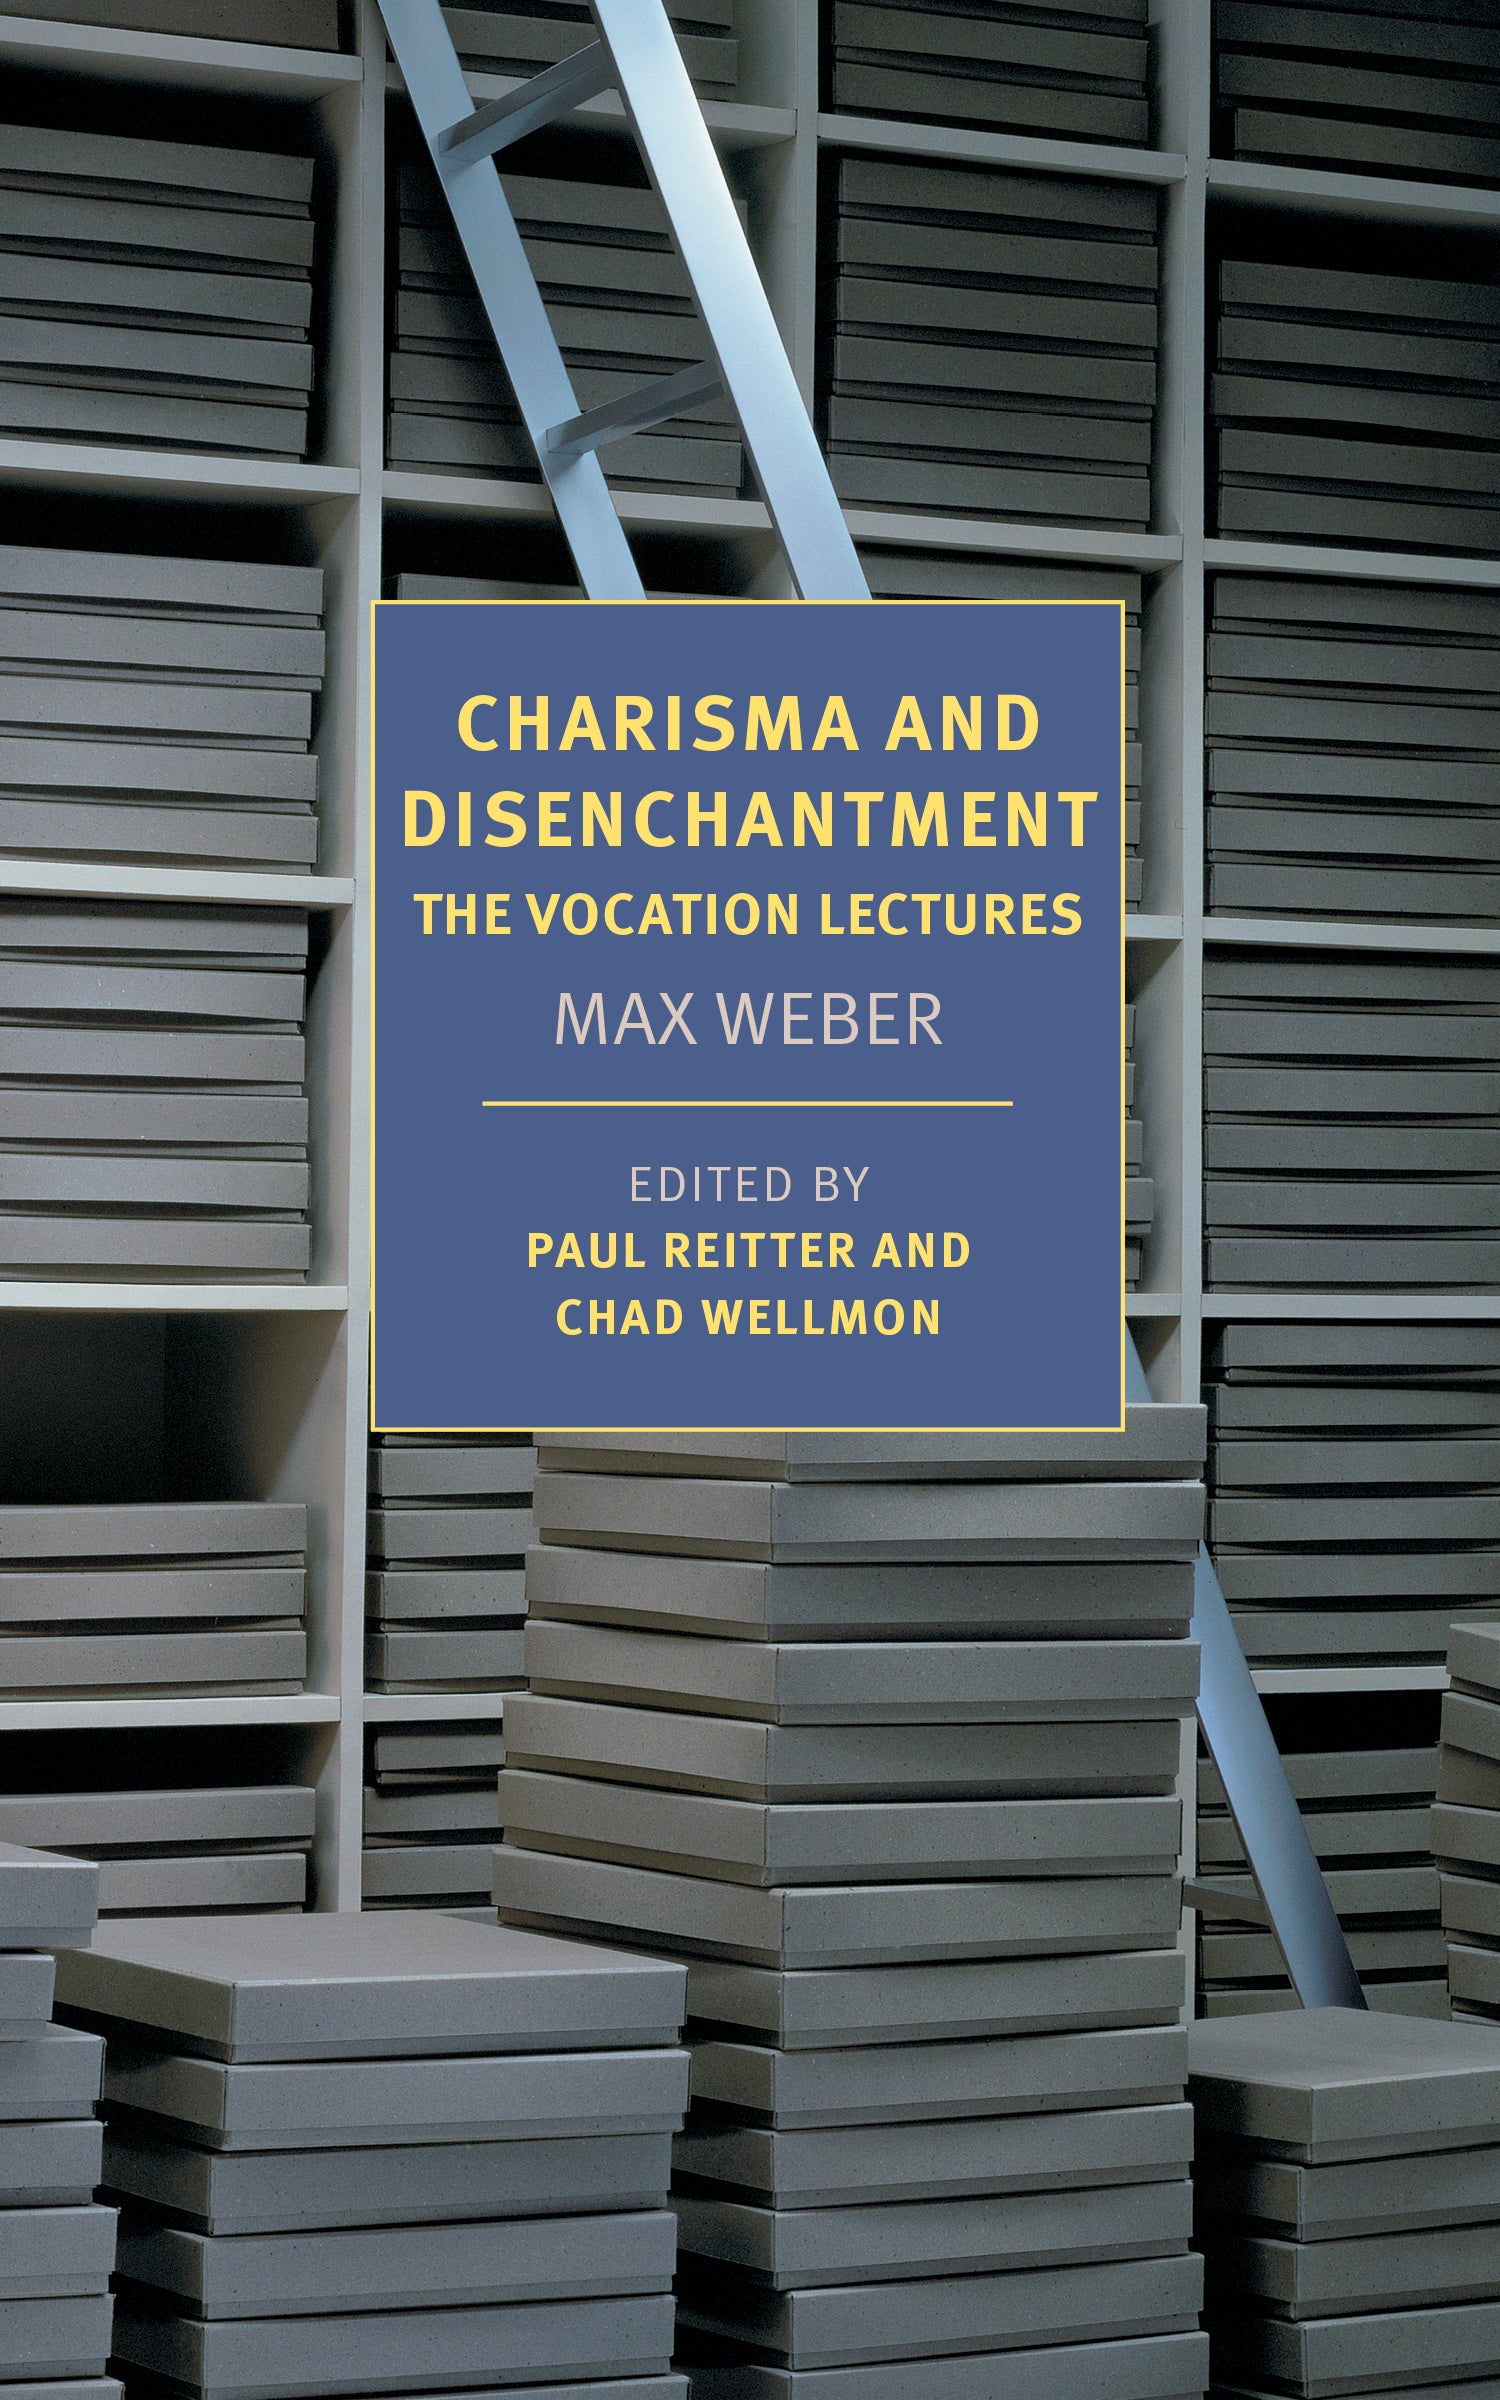 CHARISMA AND
DISENCHANTMENT
THE VOCATION LECTURES
MAX WEBER
EDITED BY
PAUL REITTER AND
CHAD WELLMON